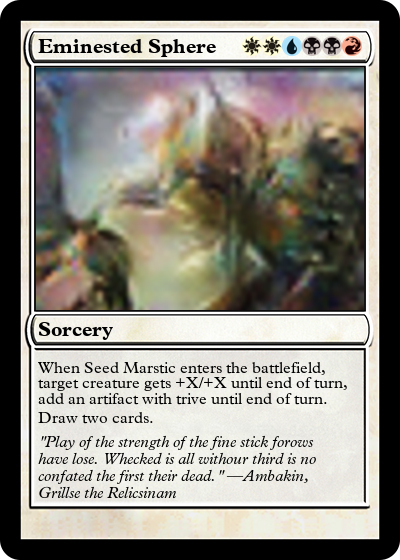 Eminested Sphere
Sorcery
When Seed Marstic enters the battlefield,
target creature gets +X/+X until end of turn,
add an artifact with trive until end of turn.
Draw two cards.
"Play of the strength of the fine stick forows
have lose. Whecked is all withour third is no
confated the first their dead." —Ambakin,
Grillse the Relicsinam